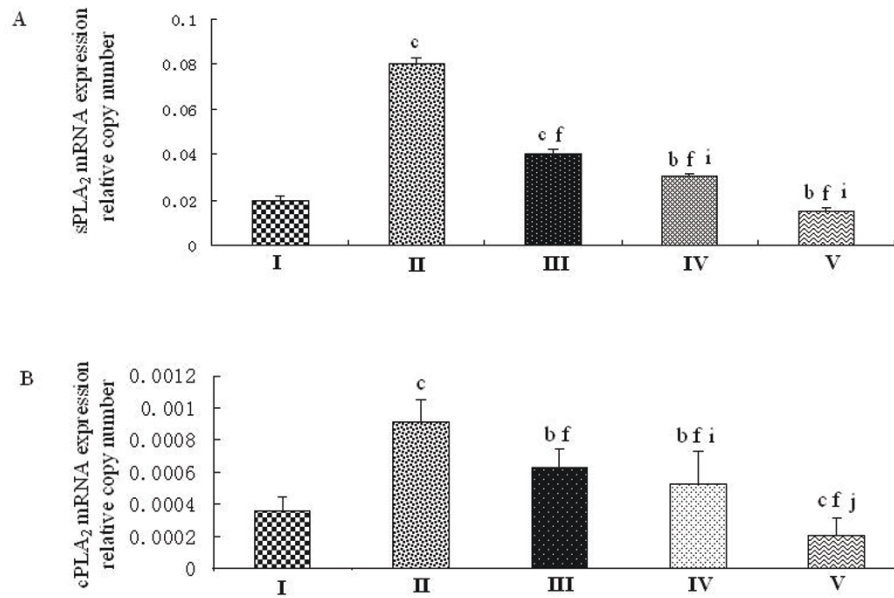 A
sPLA₂ mRNA expression
relative copy number
0.1
0.08
0.06
0.04
0.02
0
c
c f
b f i
b f i
I
II
III
IV
V
B
cPLA₂ mRNA expression
relative copy number
0.0012
0.001
0.0008
0.0006
0.0004
0.0002
0
c
b f
b f i
c f j
I
II
III
IV
V